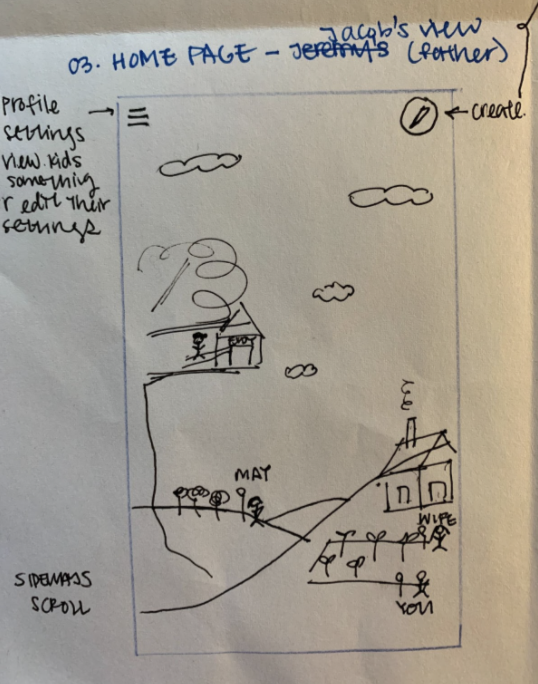 Jacob's view
03. HOME PAGE - Jeremy's (father)
Profile
settings
view kids
something
r edit their
settings
create.
MAY
WIFE
YOU
SIDEWAYS
SCROLL